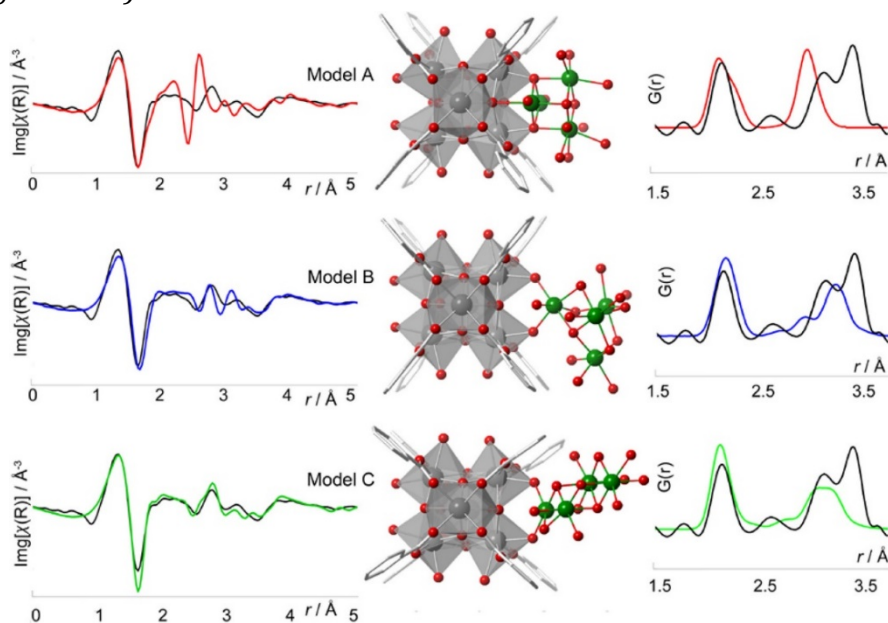 Img[χ(R)] / Å⁻³
Model A
G(r)
0 1 2 3 4 5
r / Å
1.5 2.5 3.5
r / Å
Img[χ(R)] / Å⁻³
Model B
G(r)
0 1 2 3 4 5
r / Å
1.5 2.5 3.5
r / Å
Img[χ(R)] / Å⁻³
Model C
G(r)
0 1 2 3 4 5
r / Å
1.5 2.5 3.5
r / Å